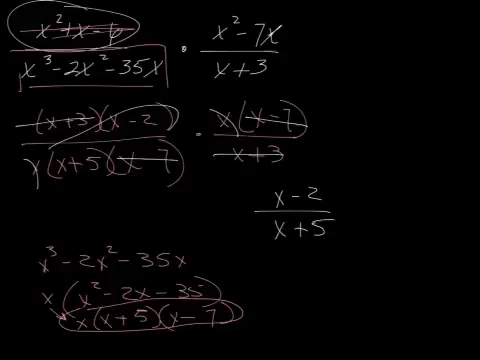 x² + x - 6 / x³ - 2x² - 35x · x² - 7x / x + 3
(x+3)(x-2) / x(x+5)(x-7) · x(x-7) / x+3
x - 2 / x + 5
x³ - 2x² - 35x
x(x² - 2x - 35)
x(x+5)(x-7)